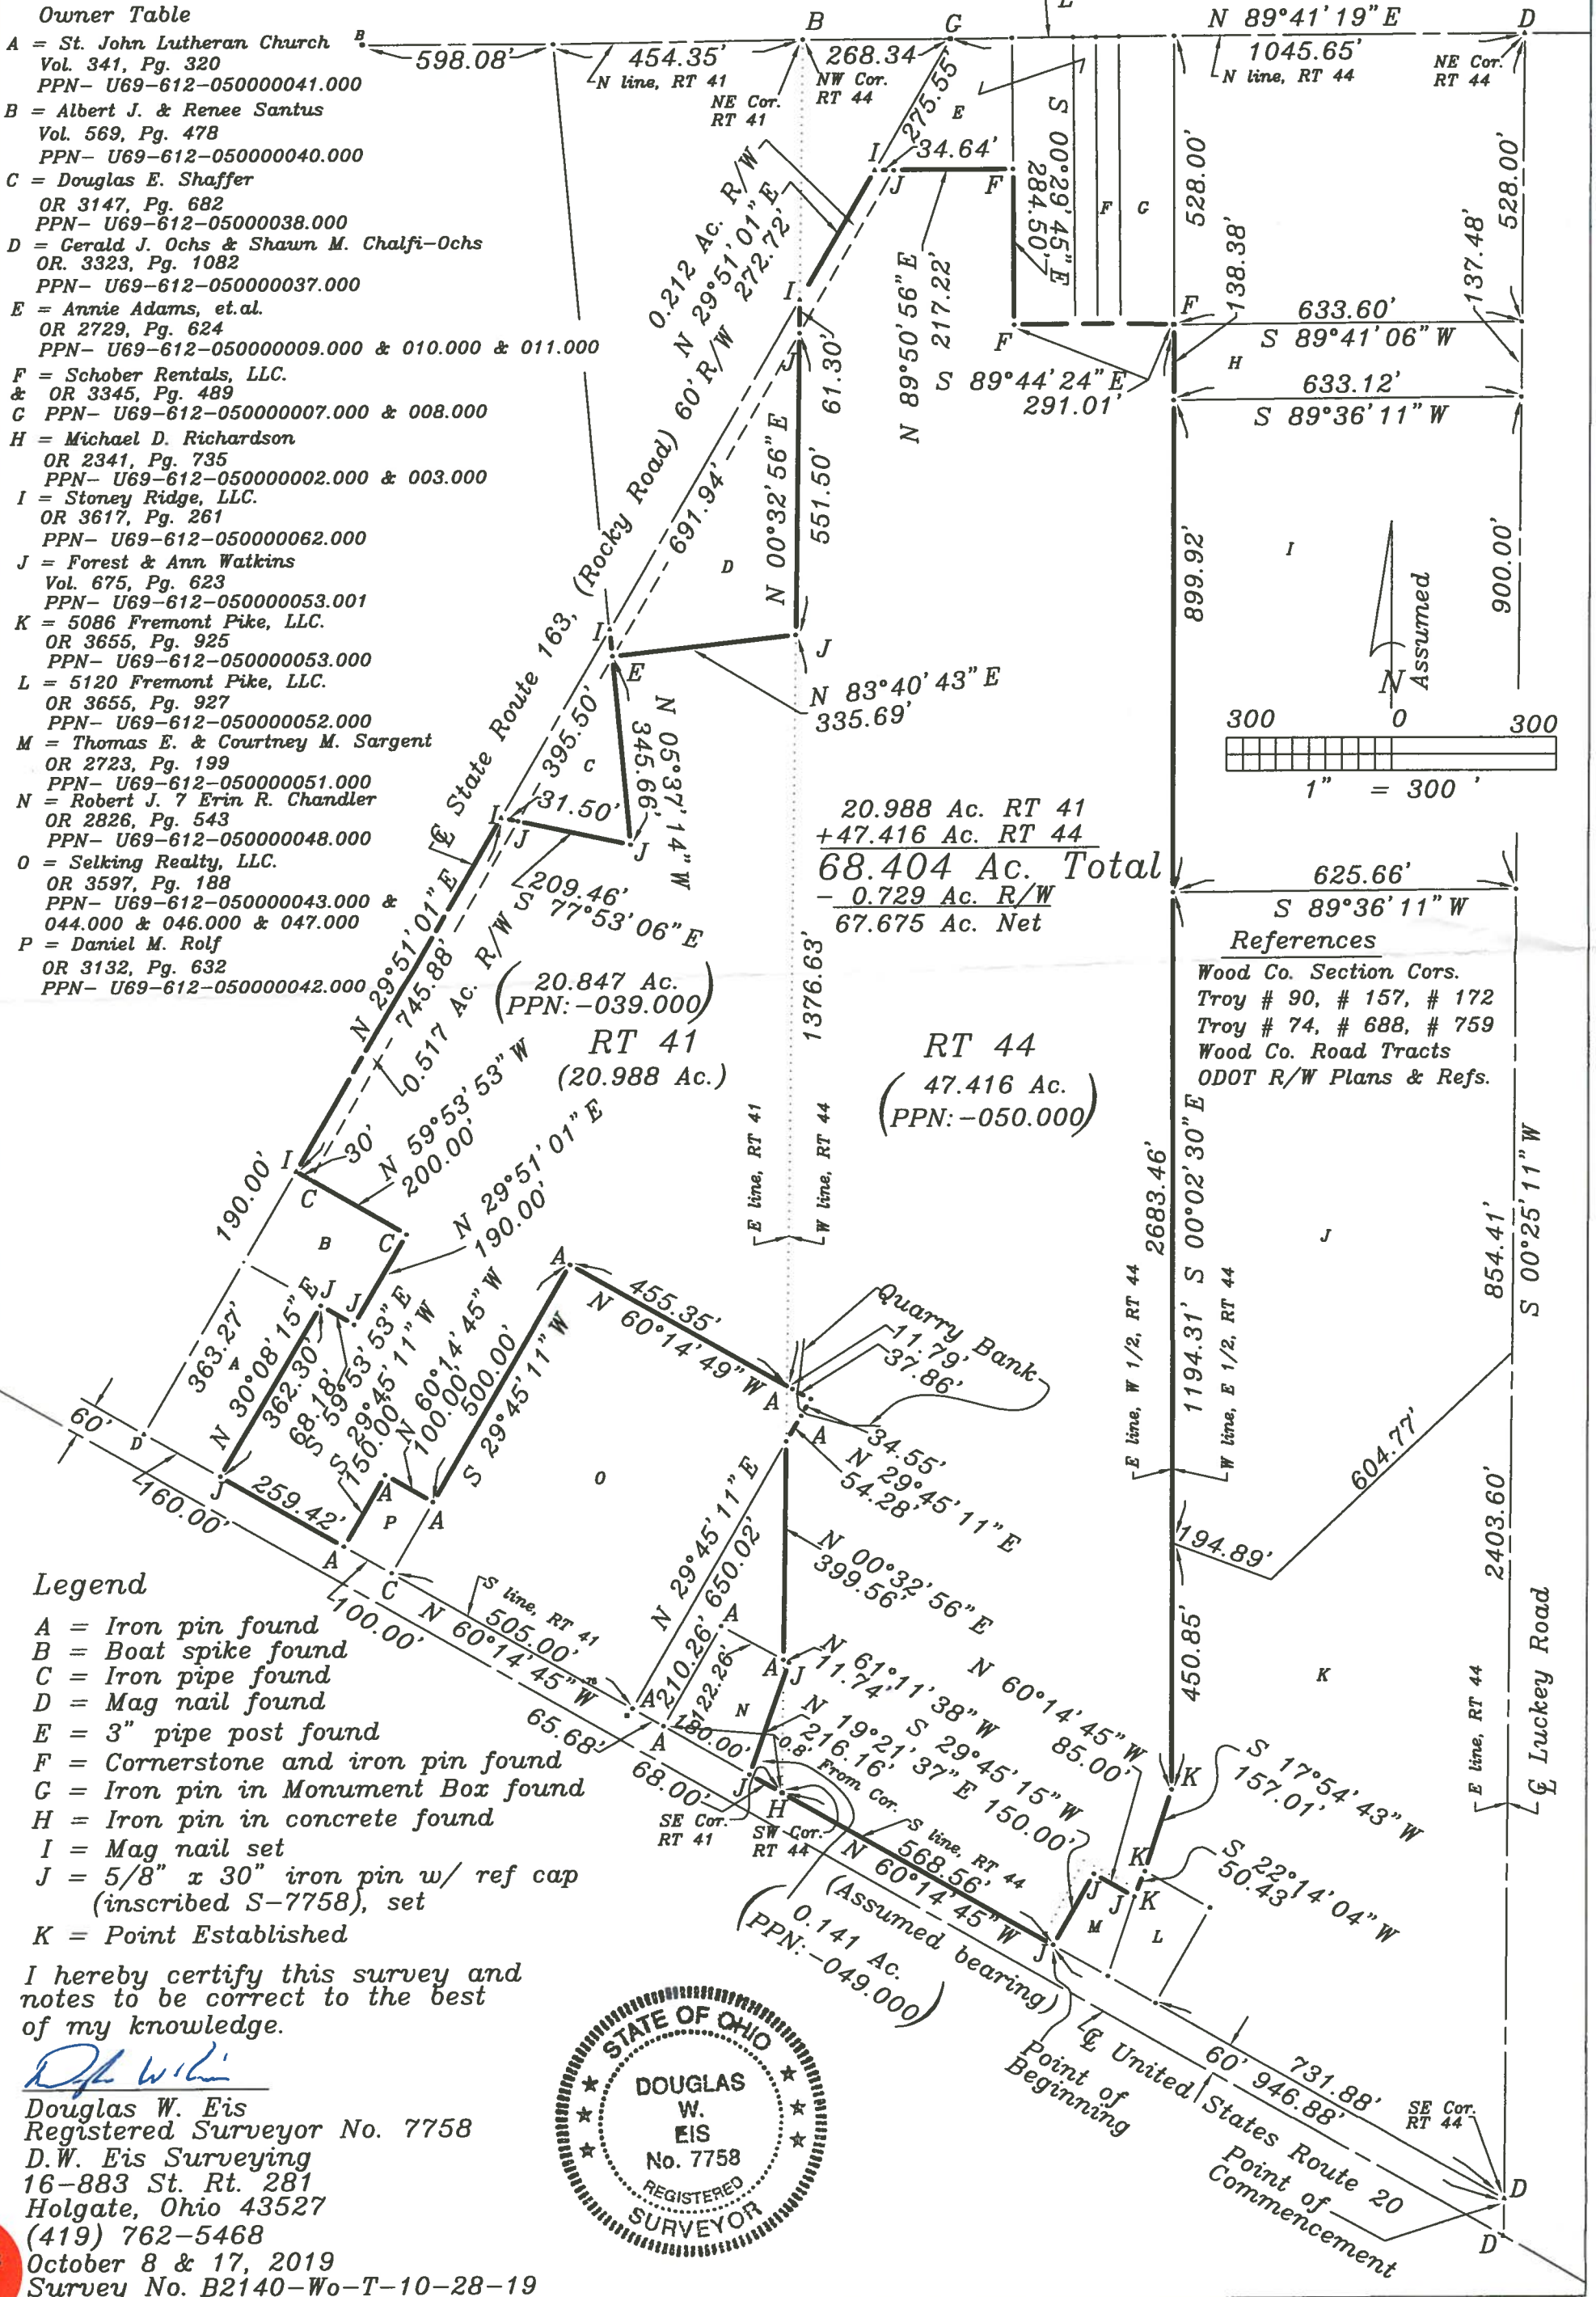 Owner Table
A = St. John Lutheran Church
Vol. 341, Pg. 320
PPN- U69-612-050000041.000
B = Albert J. & Renee Santus
Vol. 569, Pg. 478
PPN- U69-612-050000040.000
C = Douglas E. Shaffer
OR 3147, Pg. 682
PPN- U69-612-05000038.000
D = Gerald J. Ochs & Shawn M. Chalfi-Ochs
OR. 3323, Pg. 1082
PPN- U69-612-050000037.000
E = Annie Adams, et.al.
OR 2729, Pg. 624
PPN- U69-612-050000009.000 & 010.000 & 011.000
F = Schober Rentals, LLC.
& OR 3345, Pg. 489
G PPN- U69-612-050000007.000 & 008.000
H = Michael D. Richardson
OR 2341, Pg. 735
PPN- U69-612-050000002.000 & 003.000
I = Stoney Ridge, LLC.
OR 3617, Pg. 261
PPN- U69-612-050000062.000
J = Forest & Ann Watkins
Vol. 675, Pg. 623
PPN- U69-612-050000053.001
K = 5086 Fremont Pike, LLC.
OR 3655, Pg. 925
PPN- U69-612-050000053.000
L = 5120 Fremont Pike, LLC.
OR 3655, Pg. 927
PPN- U69-612-050000052.000
M = Thomas E. & Courtney M. Sargent
OR 2723, Pg. 199
PPN- U69-612-050000051.000
N = Robert J. 7 Erin R. Chandler
OR 2826, Pg. 543
PPN- U69-612-050000048.000
O = Selking Realty, LLC.
OR 3597, Pg. 188
PPN- U69-612-050000043.000 &
044.000 & 046.000 & 047.000
P = Daniel M. Rolf
OR 3132, Pg. 632
PPN- U69-612-050000042.000
B
598.08'
454.35'
N line, RT 41
B
NE Cor.
RT 41
268.34'
NW Cor.
RT 44
G
N 89°41'19" E
1045.65'
N line, RT 44
D
NE Cor.
RT 44
275.55'
E
I
34.64'
J
F
S 00°29'45" E
284.50'
F
G
528.00'
528.00'
0.212 Ac. R/W
N 29°51'01" E
272.72'
N 89°50'56" E
217.22'
138.38'
137.48'
I
J
61.30'
F
F
633.60'
S 89°41'06" W
S 89°44'24" E
291.01'
H
633.12'
S 89°36'11" W
℄ State Route 163, (Rocky Road) 60' R/W
691.94'
D
N 00°32'56" E
551.50'
899.92'
I
900.00'
I
E
J
N 83°40'43" E
335.69'
Assumed
N
300 0 300
1" = 300 '
395.50'
C
N 05°37'14" W
345.66'
I
J
31.50'
J
209.46'
S 77°53'06" E
20.988 Ac. RT 41
+47.416 Ac. RT 44
68.404 Ac. Total
- 0.729 Ac. R/W
67.675 Ac. Net
625.66'
S 89°36'11" W
References
Wood Co. Section Cors.
Troy # 90, # 157, # 172
Troy # 74, # 688, # 759
Wood Co. Road Tracts
ODOT R/W Plans & Refs.
N 29°51'01" E
745.88'
0.517 Ac. R/W
(20.847 Ac.
PPN:-039.000)
RT 41
(20.988 Ac.)
1376.63'
RT 44
(47.416 Ac.
PPN:-050.000)
E line, RT 41
W line, RT 44
I
30'
C
N 59°53'53" W
200.00'
190.00'
B
C
N 29°51'01" E
190.00'
J
J
363.27'
A
N 30°08'15" E
362.30'
68.18'
S 59°53'53" E
S 29°45'11" W
150.00'
N 60°14'45" W
100.00'
500.00'
S 29°45'11" W
A
455.35'
N 60°14'49" W
Quarry Bank
11.79'
37.86'
A
A
34.55'
N 29°45'11" E
54.28'
2683.46'
1194.31' S 00°02'30" E
E line, W 1/2, RT 44
W line, E 1/2, RT 44
J
854.41'
S 00°25'11" W
604.77'
194.89'
2403.60'
60'
D
160.00'
J
259.42'
A
A
P
A
O
C
100.00'
S line, RT 41
505.00'
N 60°14'45" W
N 29°45'11" E
650.02'
N 00°32'56" E
399.56'
A
210.26'
122.26'
N
A
J
N 61°11'38" W
11.74'
N 19°21'37" E
216.16'
A
65.68'
A
180.00'
0.8' From Cor.
68.00'
J
H
SE Cor.
RT 41
SW Cor.
RT 44
S line, RT 44
568.56'
N 60°14'45" W
(Assumed bearing)
(0.141 Ac.
PPN:-049.000)
S 29°45'15" W
150.00'
N 60°14'45" W
85.00'
450.85'
K
K
S 17°54'43" W
157.01'
S 22°14'04" W
50.43'
K
K
J
J
J
M
L
E line, RT 44
℄ Luckey Road
Point of
Beginning
℄ United States Route 20
60'
731.88'
946.88'
SE Cor.
RT 44
Point of
Commencement
D
D
Legend
A = Iron pin found
B = Boat spike found
C = Iron pipe found
D = Mag nail found
E = 3" pipe post found
F = Cornerstone and iron pin found
G = Iron pin in Monument Box found
H = Iron pin in concrete found
I = Mag nail set
J = 5/8" x 30" iron pin w/ ref cap
(inscribed S-7758), set
K = Point Established
I hereby certify this survey and
notes to be correct to the best
of my knowledge.
Douglas W. Eis
Registered Surveyor No. 7758
D.W. Eis Surveying
16-883 St. Rt. 281
Holgate, Ohio 43527
(419) 762-5468
October 8 & 17, 2019
Survey No. B2140-Wo-T-10-28-19
STATE OF OHIO
DOUGLAS
W.
EIS
No. 7758
REGISTERED
SURVEYOR